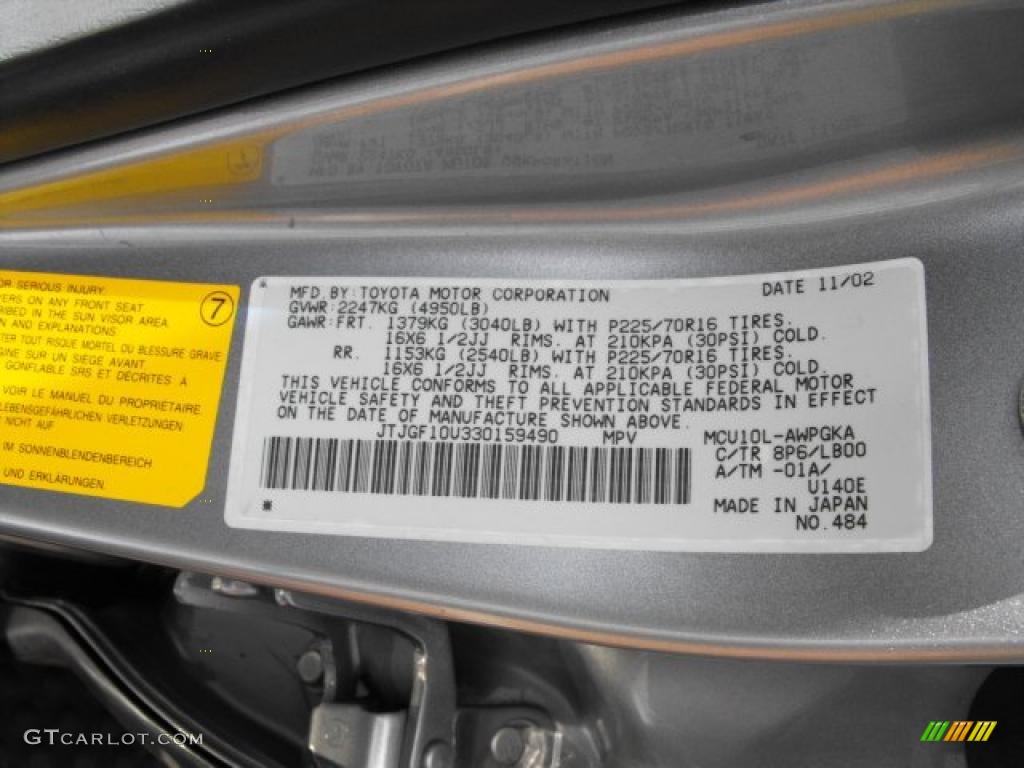 OR SERIOUS INJURY.
ERS ON ANY FRONT SEAT
IBED IN THE SUN VISOR AREA.
N AND EXPLANATIONS.
TER TOUT RISQUE MORTEL OU BLESSURE GRAVE
GINE SUR UN SIEGE AVANT
GONFLABLE SRS ET DÉCRITES À
VOIR LE MANUEL DU PROPRIÉTAIRE.
LEBENSGEFÄHRLICHEN VERLETZUNGEN
IM SONNENBLENDENBEREICH
UND ERKLÄRUNGEN.
7
MFD.BY:TOYOTA MOTOR CORPORATION DATE 11/02
GVWR:2247KG (4950LB)
GAWR:FRT. 1379KG (3040LB) WITH P225/70R16 TIRES.
16X6 1/2JJ RIMS. AT 210KPA (30PSI) COLD.
RR. 1153KG (2540LB) WITH P225/70R16 TIRES.
16X6 1/2JJ RIMS. AT 210KPA (30PSI) COLD.
THIS VEHICLE CONFORMS TO ALL APPLICABLE FEDERAL MOTOR
VEHICLE SAFETY AND THEFT PREVENTION STANDARDS IN EFFECT
ON THE DATE OF MANUFACTURE SHOWN ABOVE.
JTJGF10U330159490 MPV MCU10L-AWPGKA
C/TR 8P6/LB00
A/TM -01A/
U140E
MADE IN JAPAN
NO.484
GTCARLOT.COM